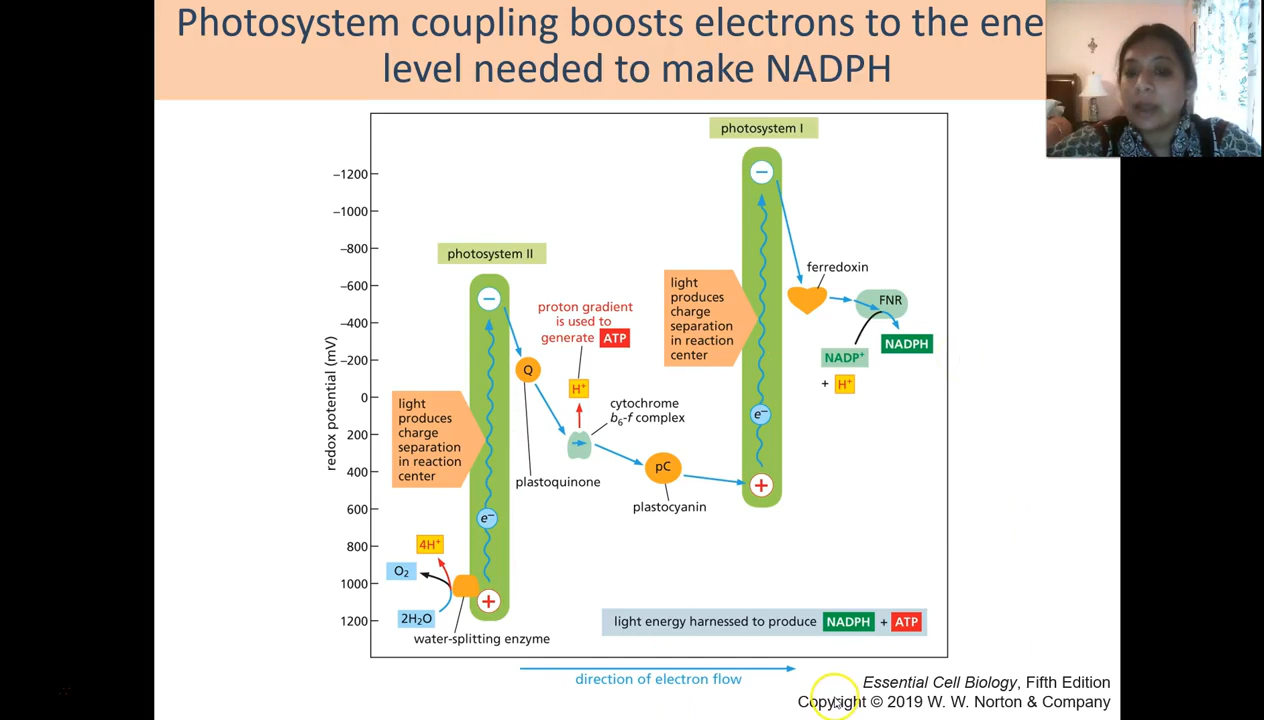 Photosystem coupling boosts electrons to the ene
level needed to make NADPH
photosystem I
−1200
−1000
−800
−600
−400
−200
0
200
400
600
800
1000
1200
redox potential (mV)
photosystem II
−
light
produces
charge
separation
in reaction
center
e−
+
4H+
O2
2H2O
water-splitting enzyme
proton gradient
is used to
generate ATP
Q
H+
plastoquinone
cytochrome
b6-f complex
pC
plastocyanin
−
light
produces
charge
separation
in reaction
center
e−
+
ferredoxin
FNR
NADP+
+ H+
NADPH
light energy harnessed to produce NADPH + ATP
direction of electron flow
Essential Cell Biology, Fifth Edition
Copyright © 2019 W. W. Norton & Company